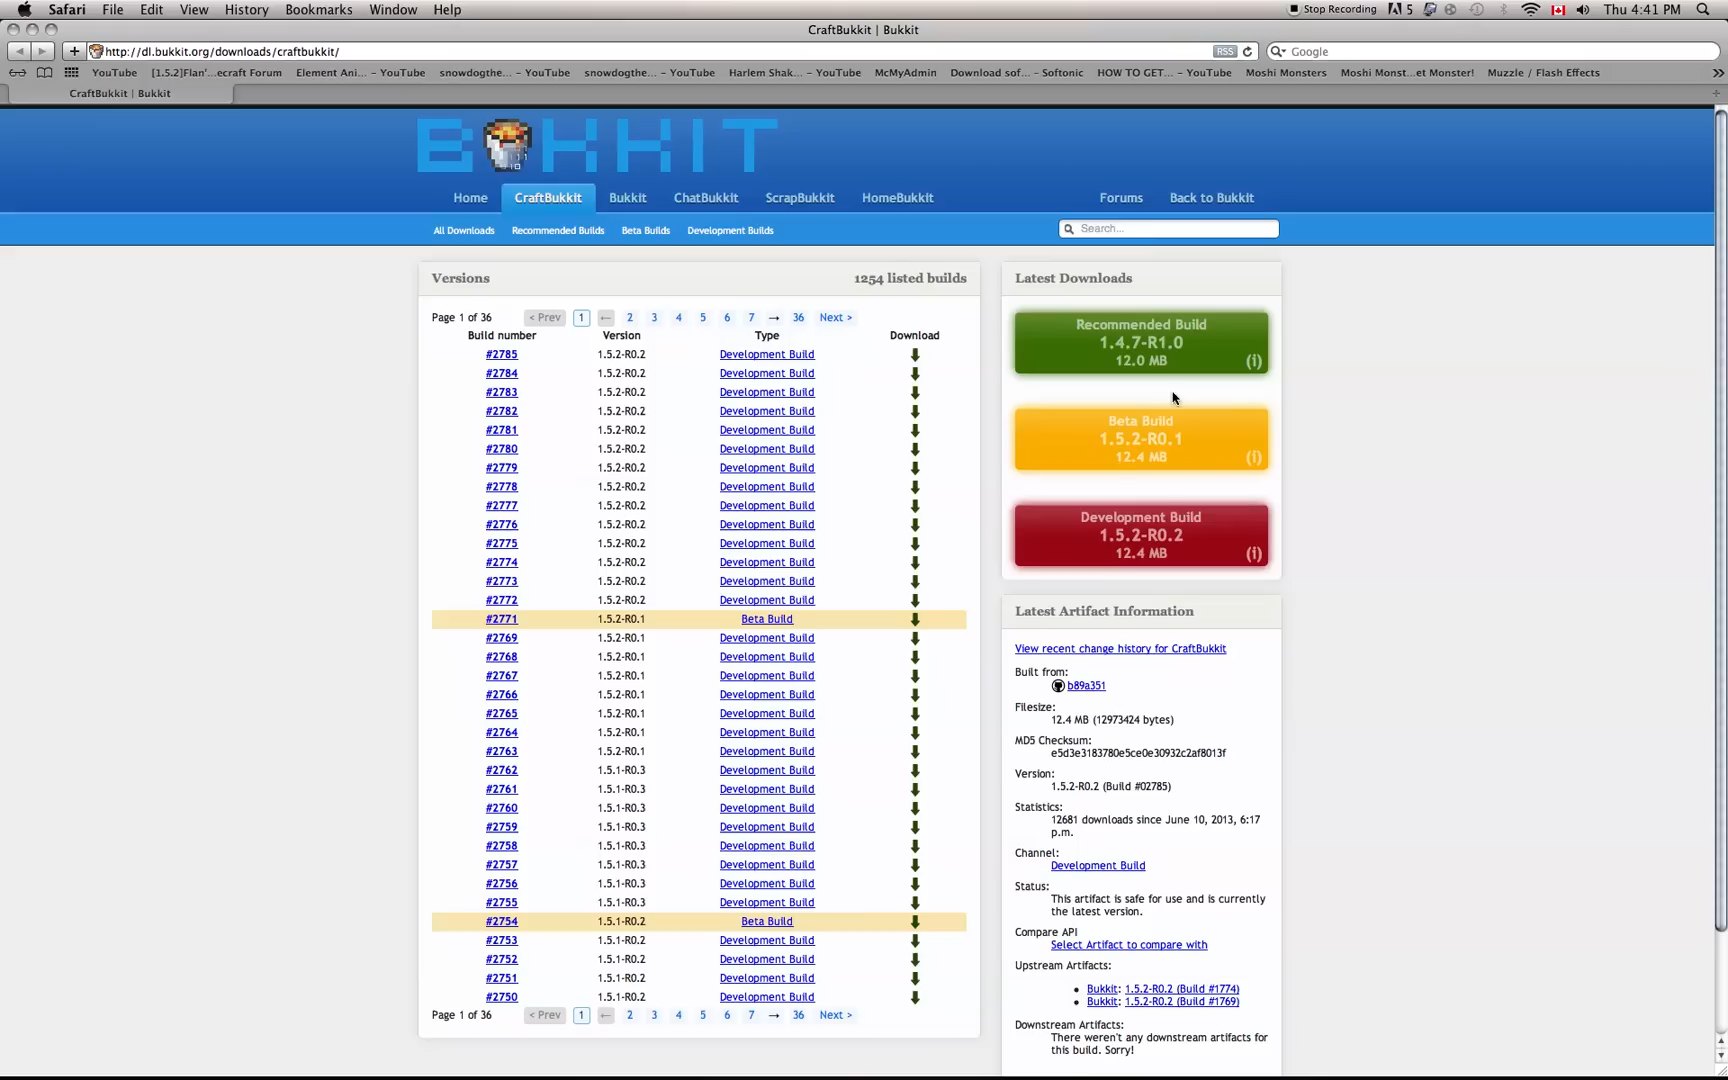 Safari File Edit View History Bookmarks Window Help Stop Recording 5 Thu 4:41 PM
CraftBukkit | Bukkit
http://dl.bukkit.org/downloads/craftbukkit/ RSS Google
YouTube [1.5.2]Flan'...ecraft Forum Element Ani... – YouTube snowdogthe... – YouTube snowdogthe... – YouTube Harlem Shak... – YouTube McMyAdmin Download sof... – Softonic HOW TO GET... – YouTube Moshi Monsters Moshi Monst...et Monster! Muzzle / Flash Effects
CraftBukkit | Bukkit
BUKKIT
Home CraftBukkit Bukkit ChatBukkit ScrapBukkit HomeBukkit Forums Back to Bukkit
All Downloads Recommended Builds Beta Builds Development Builds Search...
Versions 1254 listed builds
Page 1 of 36 < Prev 1 ← 2 3 4 5 6 7 → 36 Next >
Build number Version Type Download
#2785 1.5.2-R0.2 Development Build
#2784 1.5.2-R0.2 Development Build
#2783 1.5.2-R0.2 Development Build
#2782 1.5.2-R0.2 Development Build
#2781 1.5.2-R0.2 Development Build
#2780 1.5.2-R0.2 Development Build
#2779 1.5.2-R0.2 Development Build
#2778 1.5.2-R0.2 Development Build
#2777 1.5.2-R0.2 Development Build
#2776 1.5.2-R0.2 Development Build
#2775 1.5.2-R0.2 Development Build
#2774 1.5.2-R0.2 Development Build
#2773 1.5.2-R0.2 Development Build
#2772 1.5.2-R0.2 Development Build
#2771 1.5.2-R0.1 Beta Build
#2769 1.5.2-R0.1 Development Build
#2768 1.5.2-R0.1 Development Build
#2767 1.5.2-R0.1 Development Build
#2766 1.5.2-R0.1 Development Build
#2765 1.5.2-R0.1 Development Build
#2764 1.5.2-R0.1 Development Build
#2763 1.5.2-R0.1 Development Build
#2762 1.5.1-R0.3 Development Build
#2761 1.5.1-R0.3 Development Build
#2760 1.5.1-R0.3 Development Build
#2759 1.5.1-R0.3 Development Build
#2758 1.5.1-R0.3 Development Build
#2757 1.5.1-R0.3 Development Build
#2756 1.5.1-R0.3 Development Build
#2755 1.5.1-R0.3 Development Build
#2754 1.5.1-R0.2 Beta Build
#2753 1.5.1-R0.2 Development Build
#2752 1.5.1-R0.2 Development Build
#2751 1.5.1-R0.2 Development Build
#2750 1.5.1-R0.2 Development Build
Page 1 of 36 < Prev 1 ← 2 3 4 5 6 7 → 36 Next >
Latest Downloads
Recommended Build
1.4.7-R1.0
12.0 MB (i)
Beta Build
1.5.2-R0.1
12.4 MB (i)
Development Build
1.5.2-R0.2
12.4 MB (i)
Latest Artifact Information
View recent change history for CraftBukkit
Built from:
b89a351
Filesize:
12.4 MB (12973424 bytes)
MD5 Checksum:
e5d3e3183780e5ce0e30932c2af8013f
Version:
1.5.2-R0.2 (Build #02785)
Statistics:
12681 downloads since June 10, 2013, 6:17
p.m.
Channel:
Development Build
Status:
This artifact is safe for use and is currently
the latest version.
Compare API
Select Artifact to compare with
Upstream Artifacts:
• Bukkit: 1.5.2-R0.2 (Build #1774)
• Bukkit: 1.5.2-R0.2 (Build #1769)
Downstream Artifacts:
There weren't any downstream artifacts for
this build. Sorry!